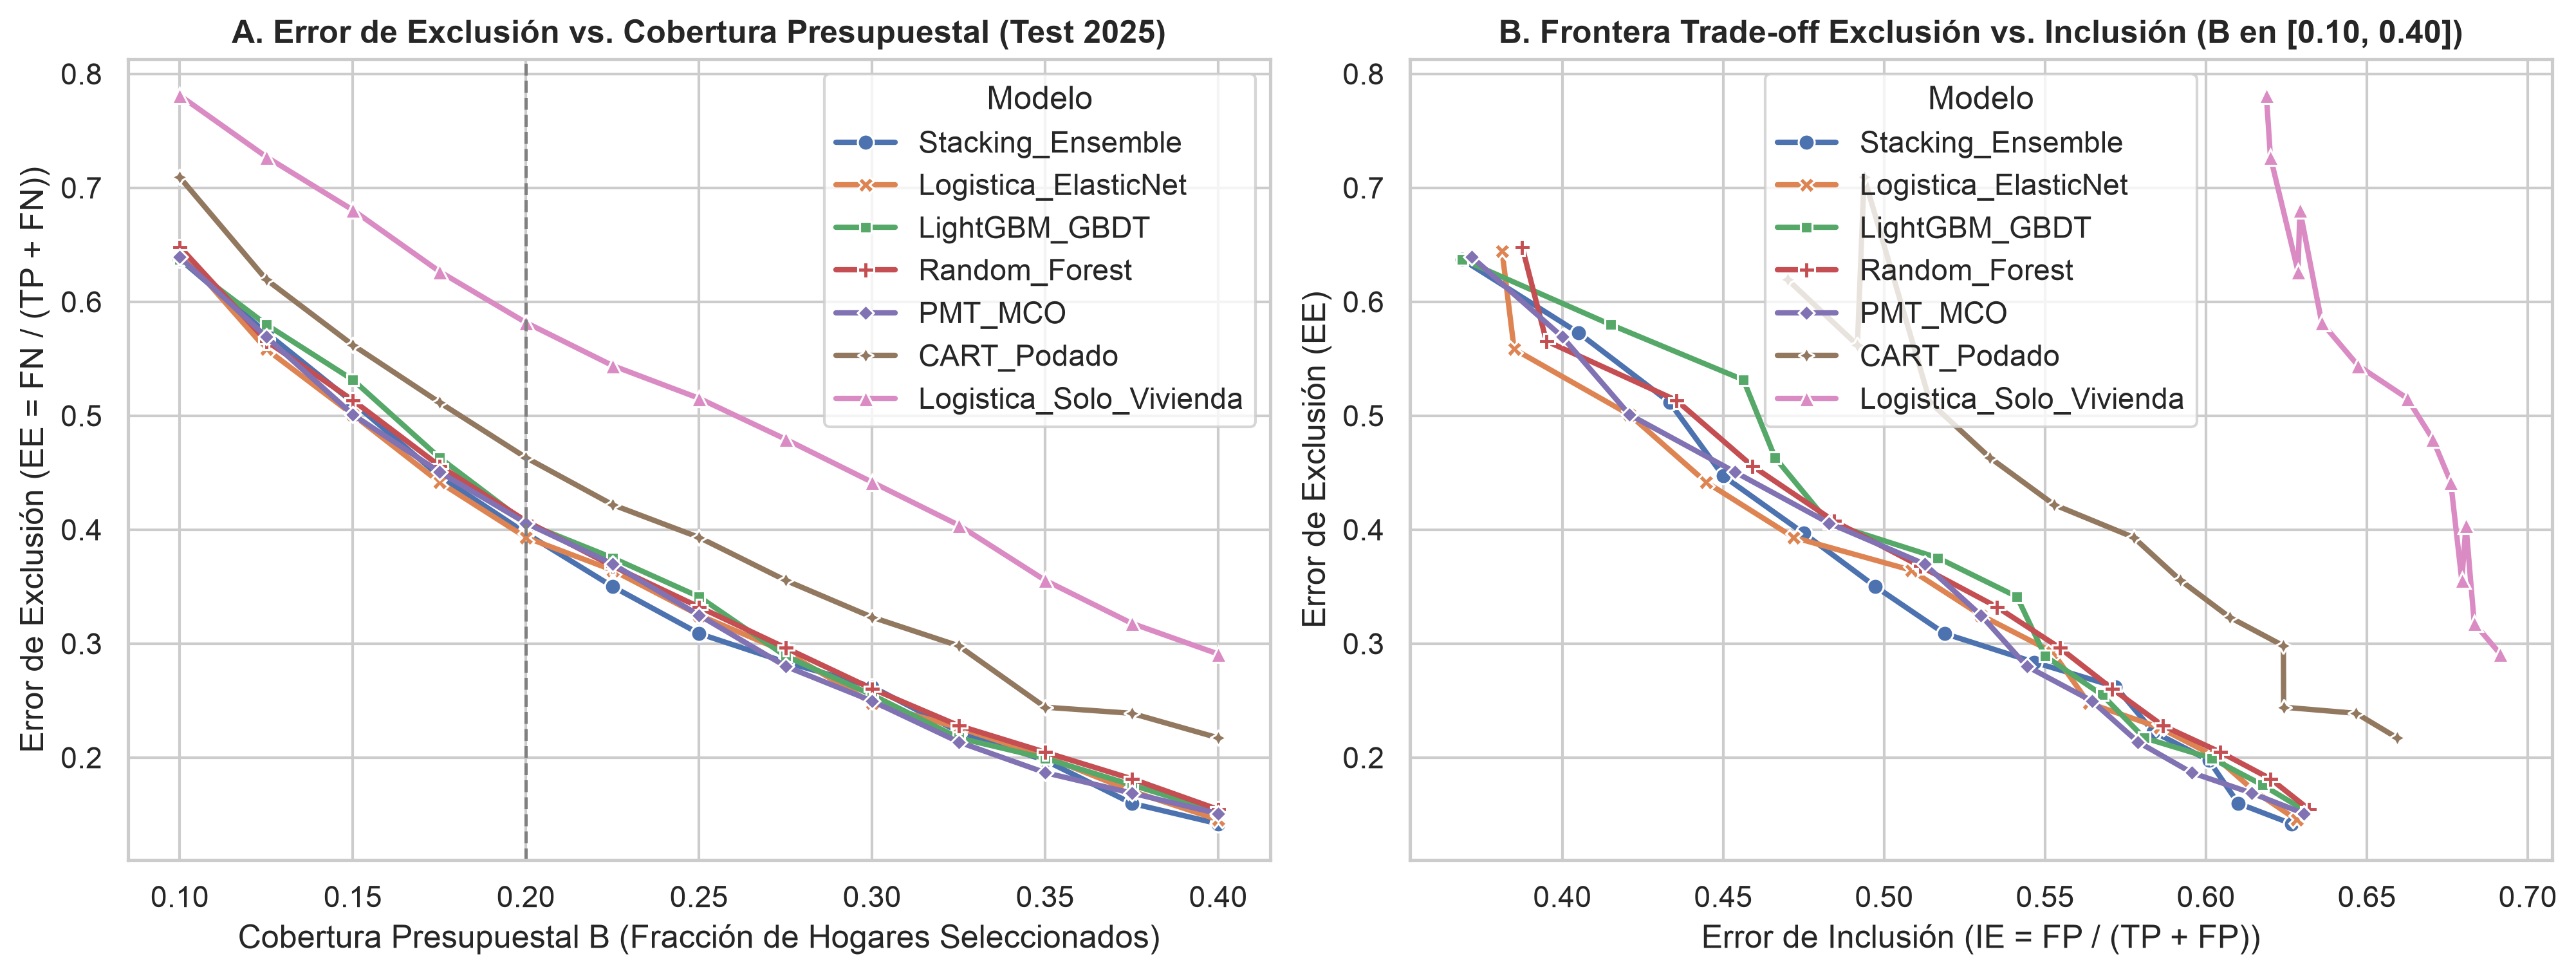 A. Error de Exclusión vs. Cobertura Presupuestal (Test 2025)
Error de Exclusión (EE = FN / (TP + FN))
0.8
0.7
0.6
0.5
0.4
0.3
0.2
Modelo
Stacking_Ensemble
Logistica_ElasticNet
LightGBM_GBDT
Random_Forest
PMT_MCO
CART_Podado
Logistica_Solo_Vivienda
0.10 0.15 0.20 0.25 0.30 0.35 0.40
Cobertura Presupuestal B (Fracción de Hogares Seleccionados)
B. Frontera Trade-off Exclusión vs. Inclusión (B en [0.10, 0.40])
Error de Exclusión (EE)
0.8
0.7
0.6
0.5
0.4
0.3
0.2
Modelo
Stacking_Ensemble
Logistica_ElasticNet
LightGBM_GBDT
Random_Forest
PMT_MCO
CART_Podado
Logistica_Solo_Vivienda
0.40 0.45 0.50 0.55 0.60 0.65 0.70
Error de Inclusión (IE = FP / (TP + FP))